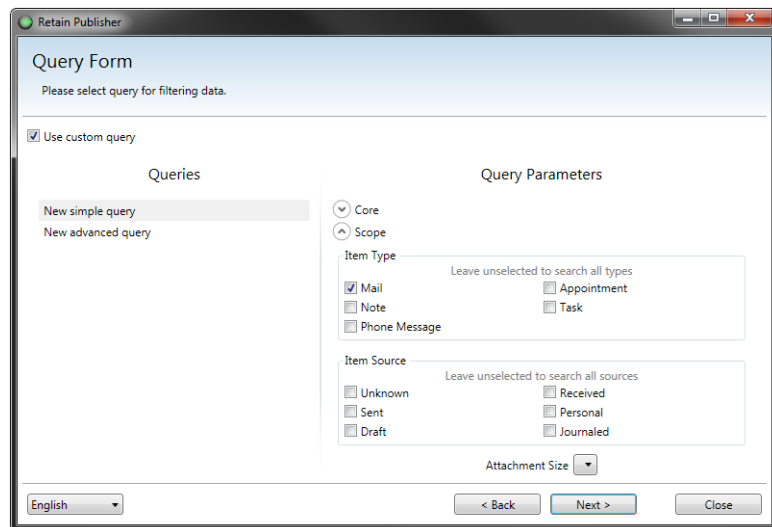 Retain Publisher
Query Form
Please select query for filtering data.
Use custom query
Queries
New simple query
New advanced query
Query Parameters
Core
Scope
Item Type
Leave unselected to search all types
Mail
Appointment
Note
Task
Phone Message
Item Source
Leave unselected to search all sources
Unknown
Received
Sent
Personal
Draft
Journaled
Attachment Size
English
< Back
Next >
Close